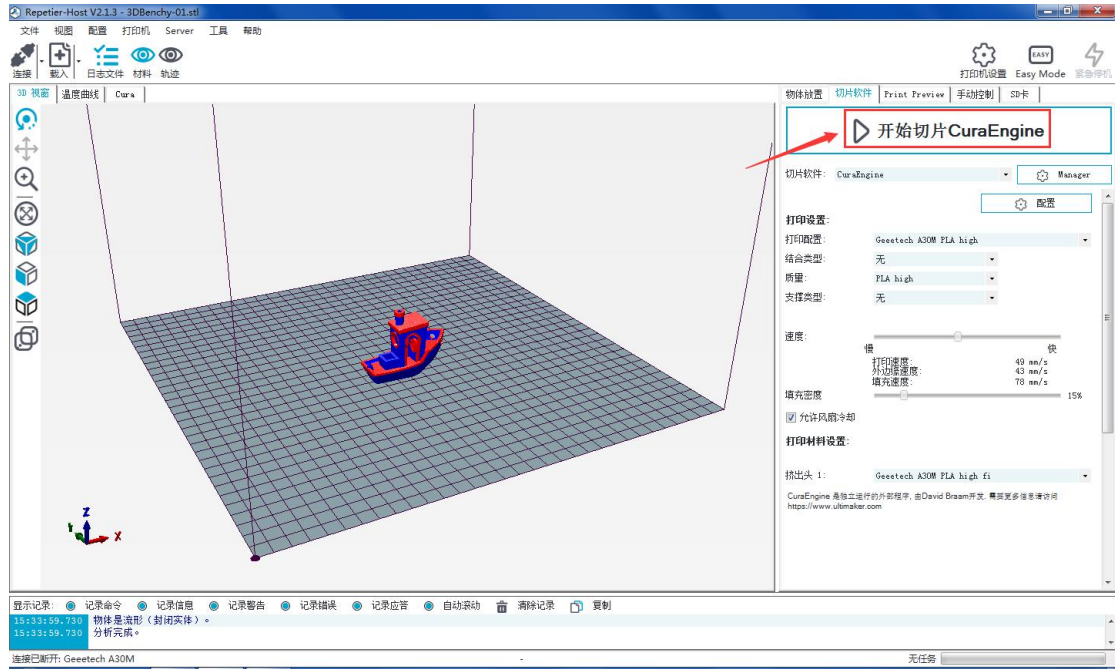 Repetier-Host V2.1.3 - 3DBenchy-01.stl
文件 视图 配置 打印机 Server 工具 帮助
连接 载入 日志文件 材料 轨迹 打印机设置 EASY Easy Mode 紧急停机
3D 视窗 温度曲线 Cura
物体放置 切片软件 Print Preview 手动控制 SD卡
开始切片CuraEngine
切片软件: CuraEngine Manager
配置
打印设置:
打印配置: Geeetech A30M PLA high
结合类型: 无
质量: PLA high
支撑类型: 无
速度:
慢 快
打印速度: 49 mm/s
外边缘速度: 43 mm/s
填充速度: 78 mm/s
填充密度 15%
允许风扇冷却
打印材料设置:
挤出头 1: Geeetech A30M PLA high fi
CuraEngine 是独立运行的外部程序, 由David Braam开发. 需要更多信息请访问
https://www.ultimaker.com
Z
Y
X
显示记录: 记录命令 记录信息 记录警告 记录错误 记录应答 自动滚动 清除记录 复制
15:33:59.730 物体是流形（封闭实体）。
15:33:59.730 分析完成。
连接已断开: Geeetech A30M - 无任务